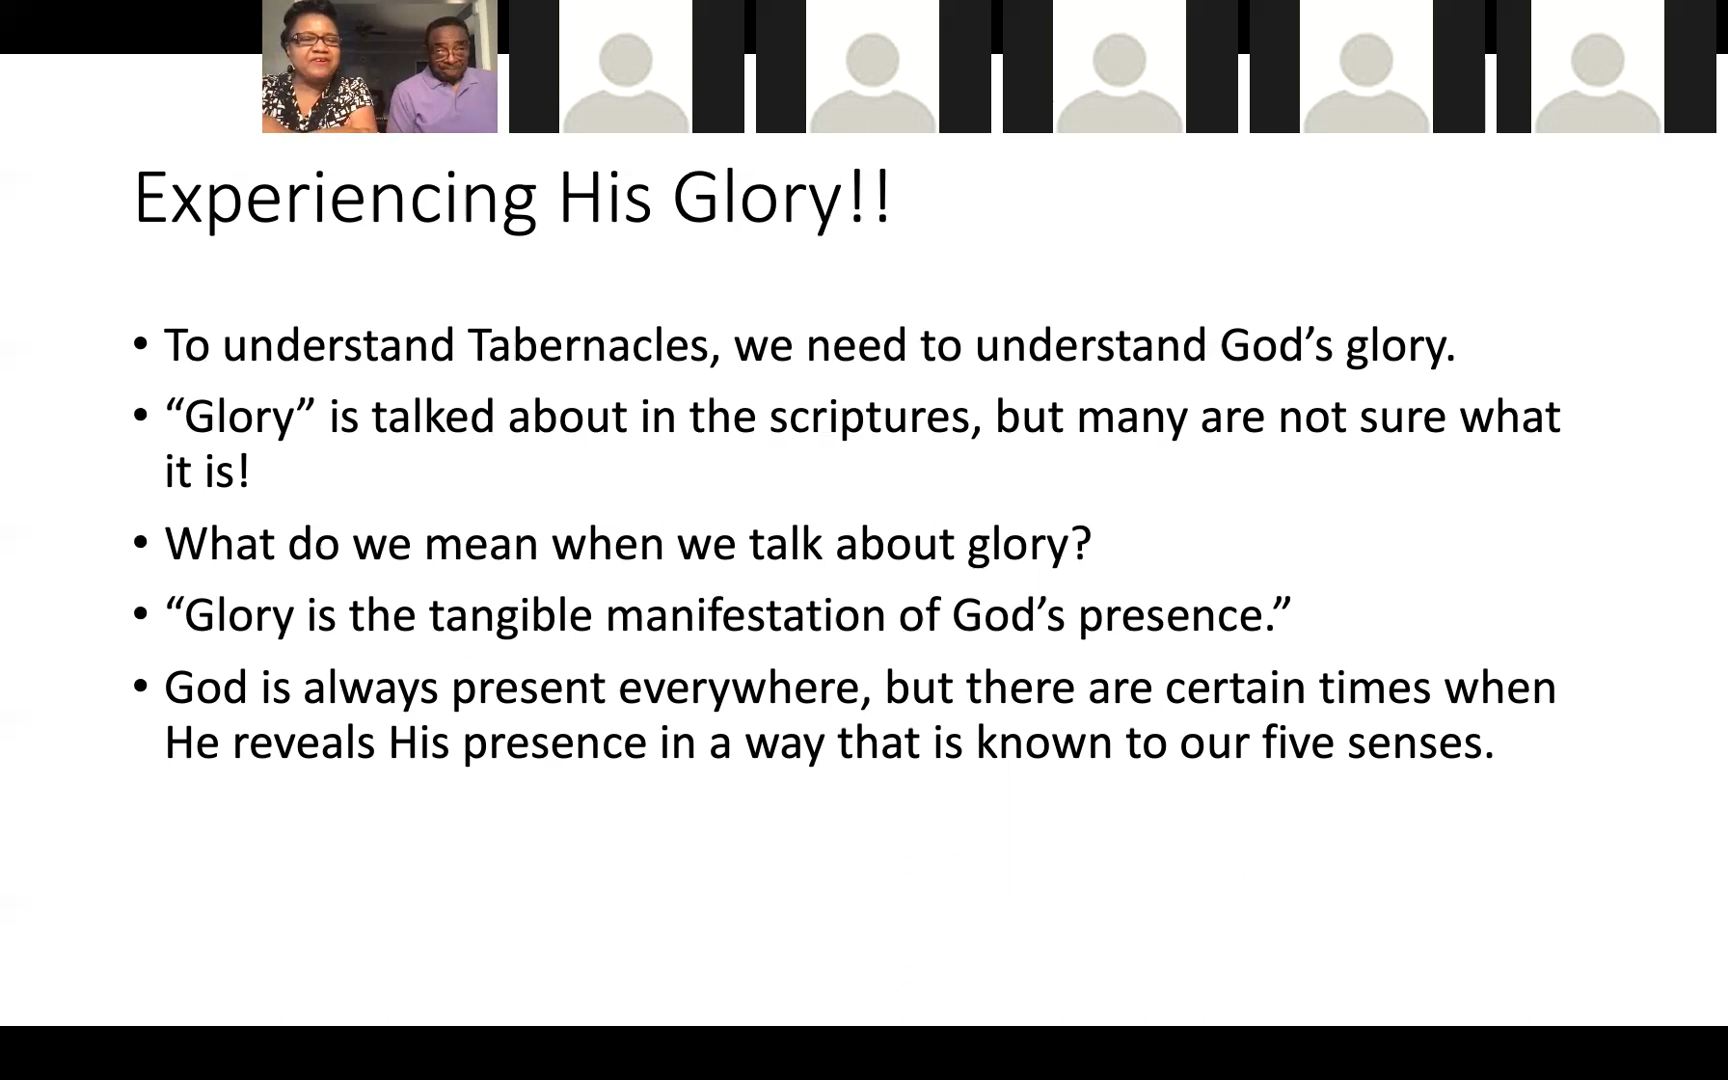 Experiencing His Glory!!
• To understand Tabernacles, we need to understand God’s glory.
• “Glory” is talked about in the scriptures, but many are not sure what
it is!
• What do we mean when we talk about glory?
• “Glory is the tangible manifestation of God’s presence.”
• God is always present everywhere, but there are certain times when
He reveals His presence in a way that is known to our five senses.